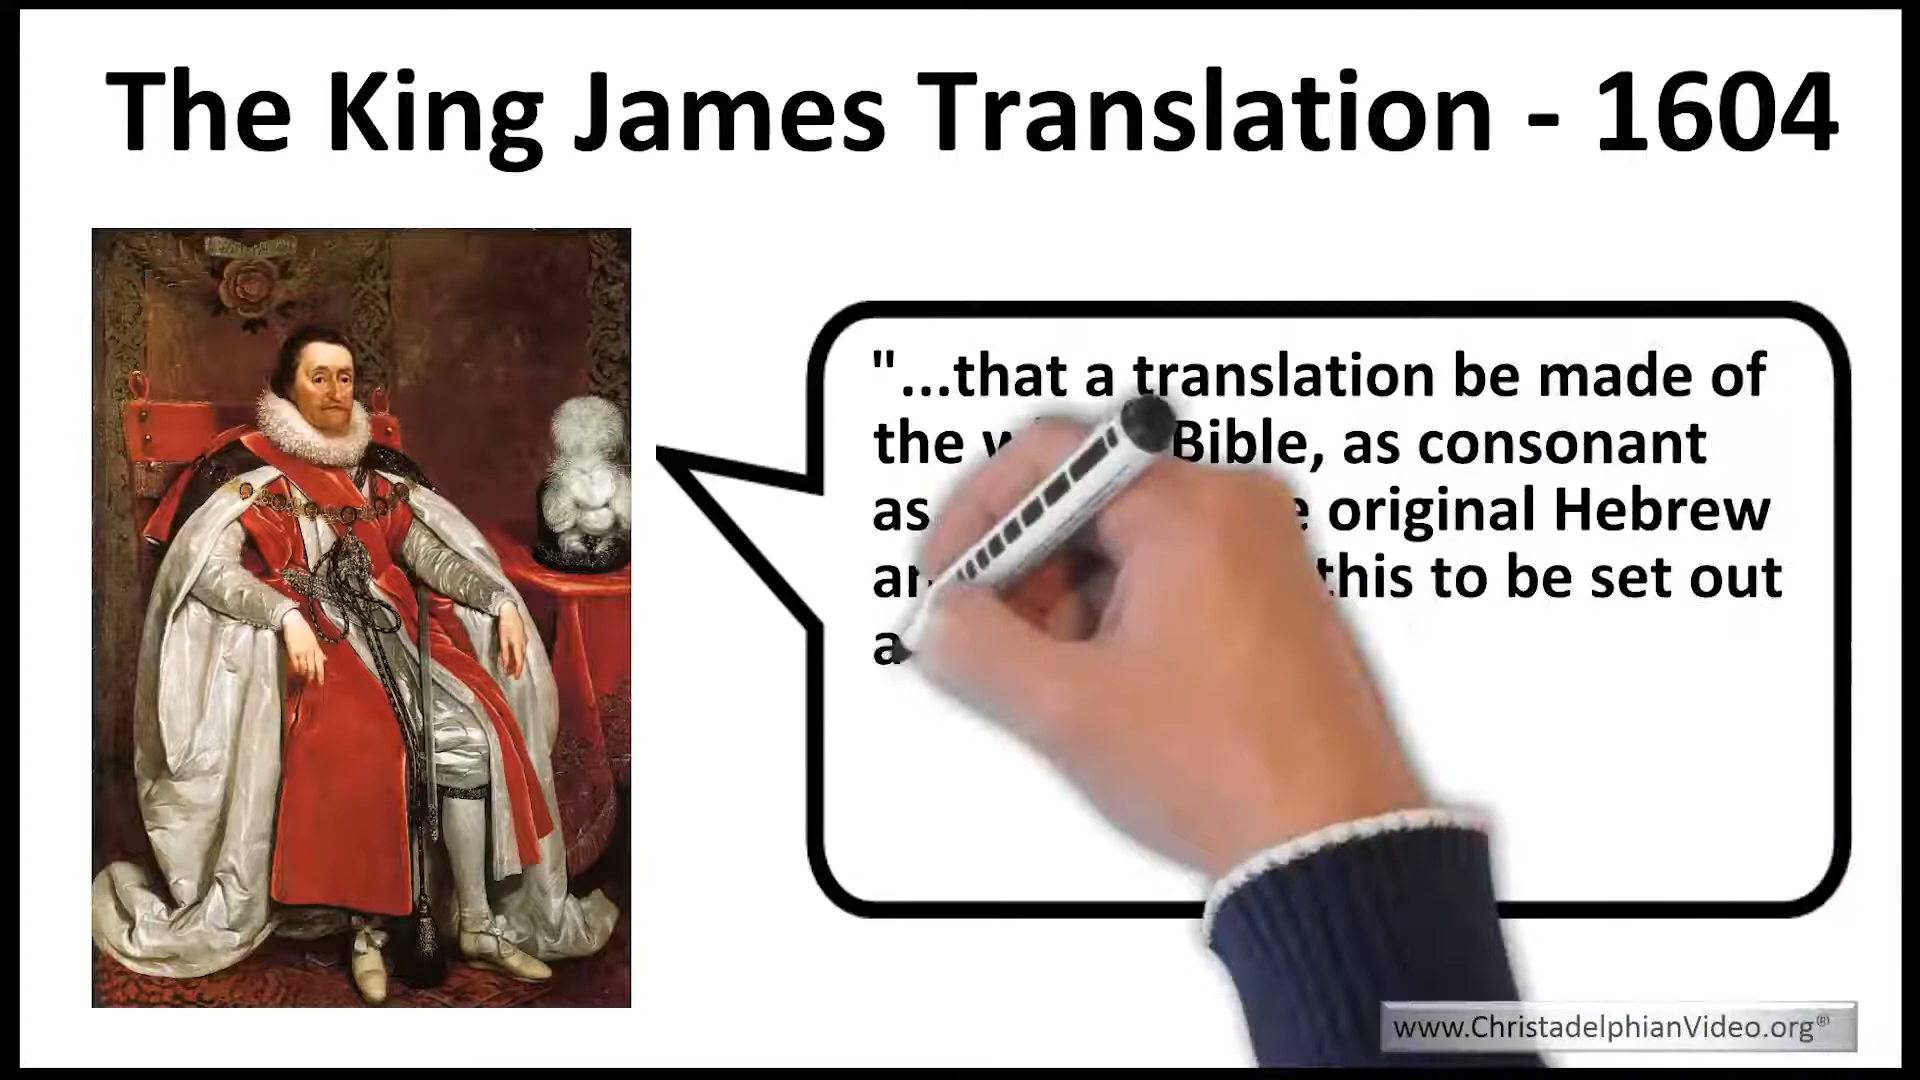 The King James Translation - 1604
"...that a translation be made of
the Bible, as consonant
as original Hebrew
this to be set out
www.ChristadelphianVideo.org®